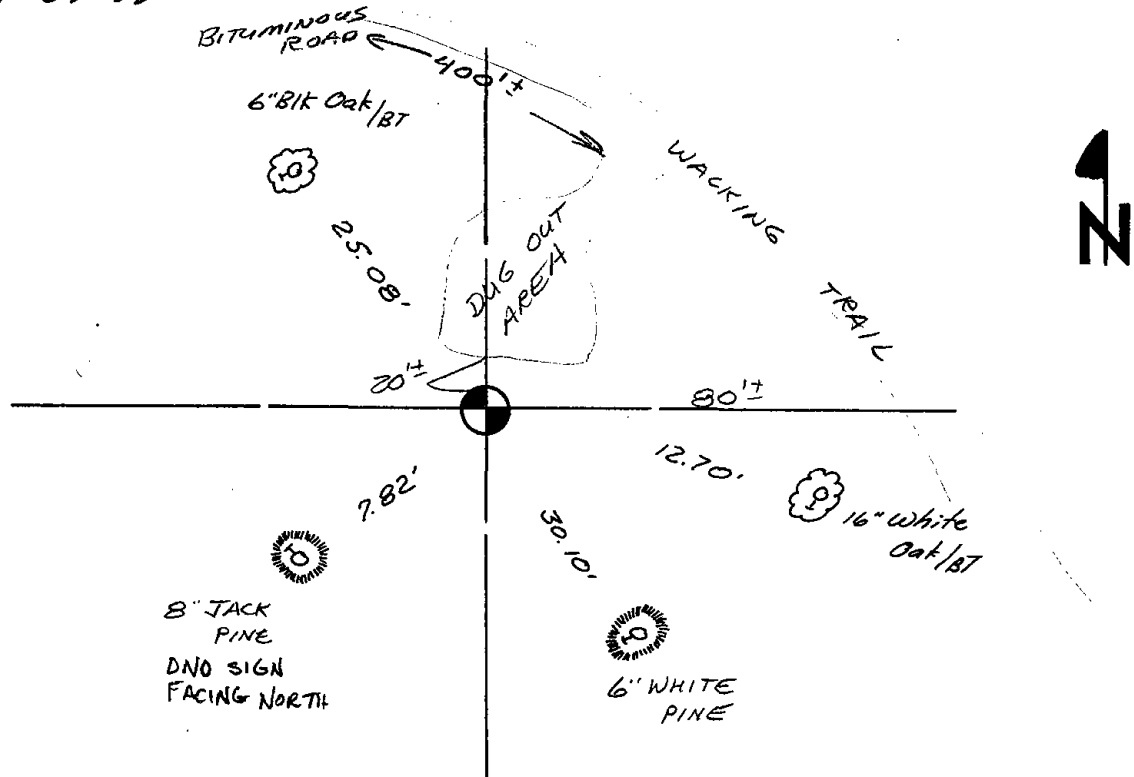 BITUMINOUS
ROAD
400'±
6" Blk Oak/BT
WACKING
TRAIL
N
25.08'
DUG OUT
AREA
20'±
80'±
7.82'
12.70'
30.10'
16" White
Oak/BT
8" JACK
PINE
DNO SIGN
FACING NORTH
6" WHITE
PINE